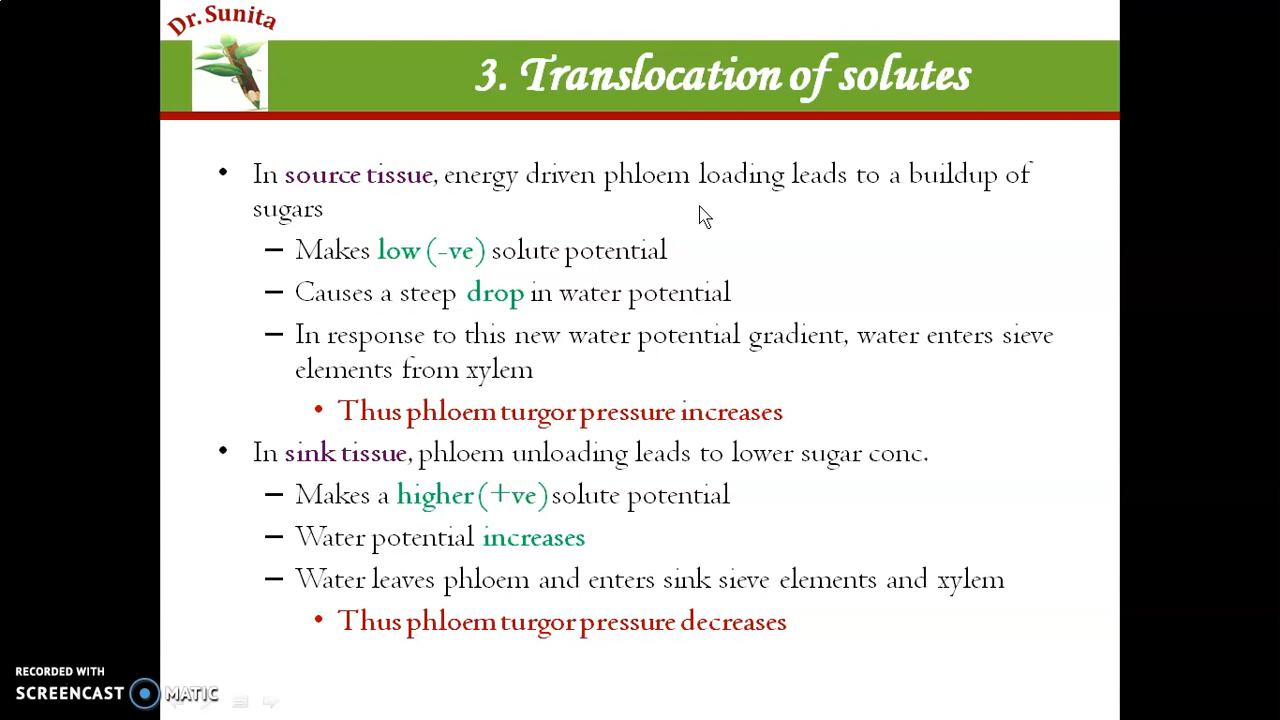 Dr. Sunita
3. Translocation of solutes
• In source tissue, energy driven phloem loading leads to a buildup of
sugars
– Makes low (-ve) solute potential
– Causes a steep drop in water potential
– In response to this new water potential gradient, water enters sieve
elements from xylem
• Thus phloem turgor pressure increases
• In sink tissue, phloem unloading leads to lower sugar conc.
– Makes a higher (+ve) solute potential
– Water potential increases
– Water leaves phloem and enters sink sieve elements and xylem
• Thus phloem turgor pressure decreases
RECORDED WITH
SCREENCAST MATIC